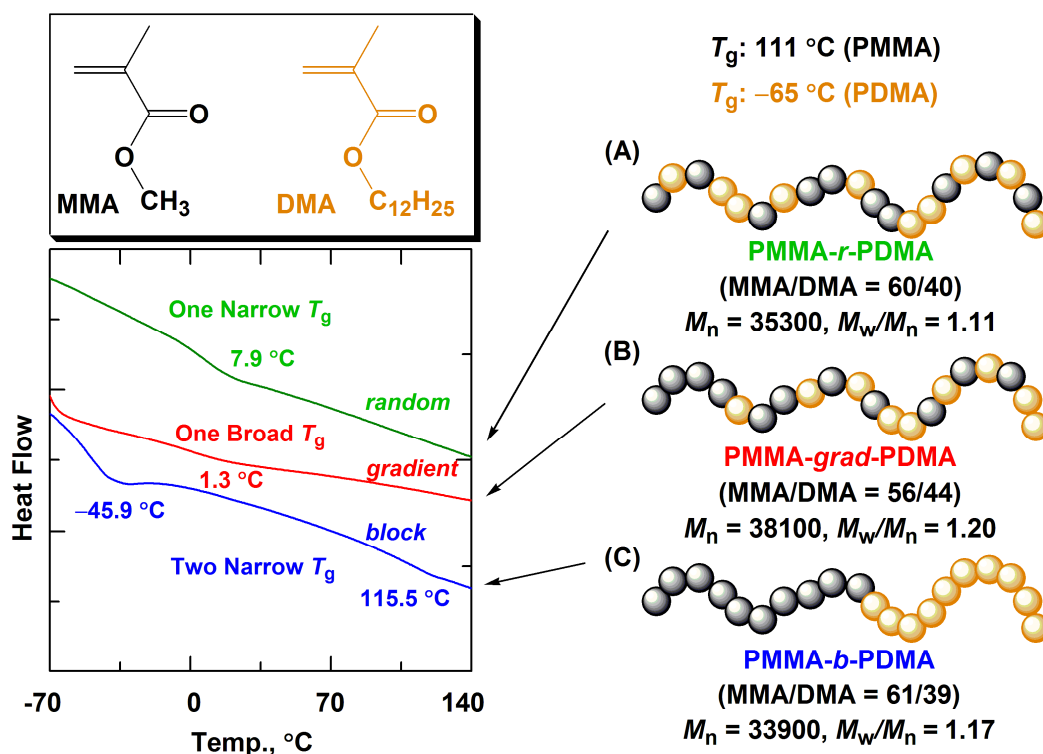 O
O
MMA
CH₃
O
O
DMA
C₁₂H₂₅
Tg: 111 °C (PMMA)
Tg: −65 °C (PDMA)
(A)
PMMA-r-PDMA
(MMA/DMA = 60/40)
Mn = 35300, Mw/Mn = 1.11
(B)
PMMA-grad-PDMA
(MMA/DMA = 56/44)
Mn = 38100, Mw/Mn = 1.20
(C)
PMMA-b-PDMA
(MMA/DMA = 61/39)
Mn = 33900, Mw/Mn = 1.17
Heat Flow
One Narrow Tg
7.9 °C
random
One Broad Tg
1.3 °C
gradient
−45.9 °C
block
Two Narrow Tg
115.5 °C
-70 0 70 140
Temp., °C